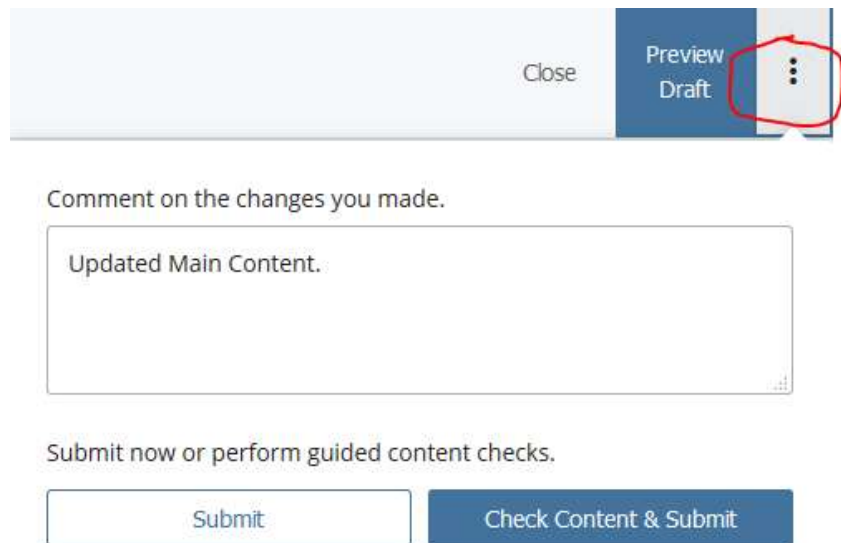 Close
Preview
Draft
Comment on the changes you made.
Updated Main Content.
Submit now or perform guided content checks.
Submit
Check Content & Submit